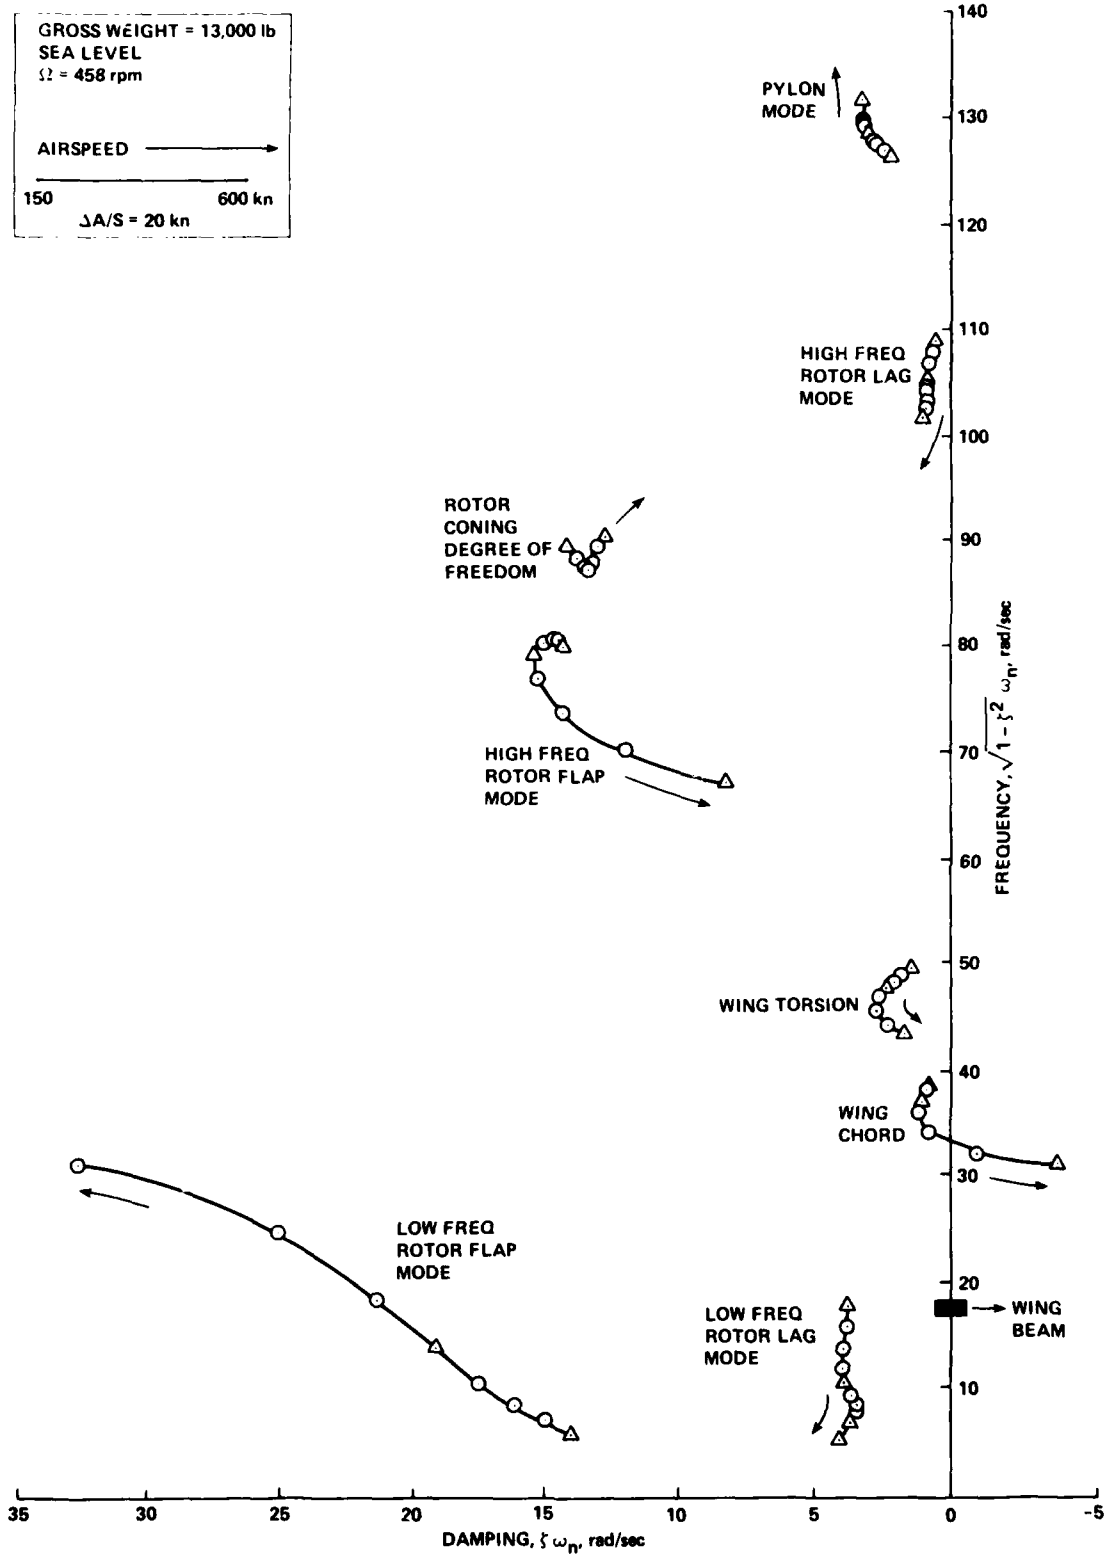 GROSS WEIGHT = 13,000 lb
SEA LEVEL
Ω = 458 rpm
AIRSPEED
150 600 kn
ΔA/S = 20 kn
140
PYLON
MODE
130
120
110
HIGH FREQ
ROTOR LAG
MODE
100
ROTOR
CONING
DEGREE OF
FREEDOM
90
80
HIGH FREQ
ROTOR FLAP
MODE
70
FREQUENCY, √1 – ζ² ωn, rad/sec
60
50
WING TORSION
40
WING
CHORD
30
LOW FREQ
ROTOR FLAP
MODE
20
LOW FREQ
ROTOR LAG
MODE
WING
BEAM
10
35 30 25 20 15 10 5 0 -5
DAMPING, ζ ωn, rad/sec